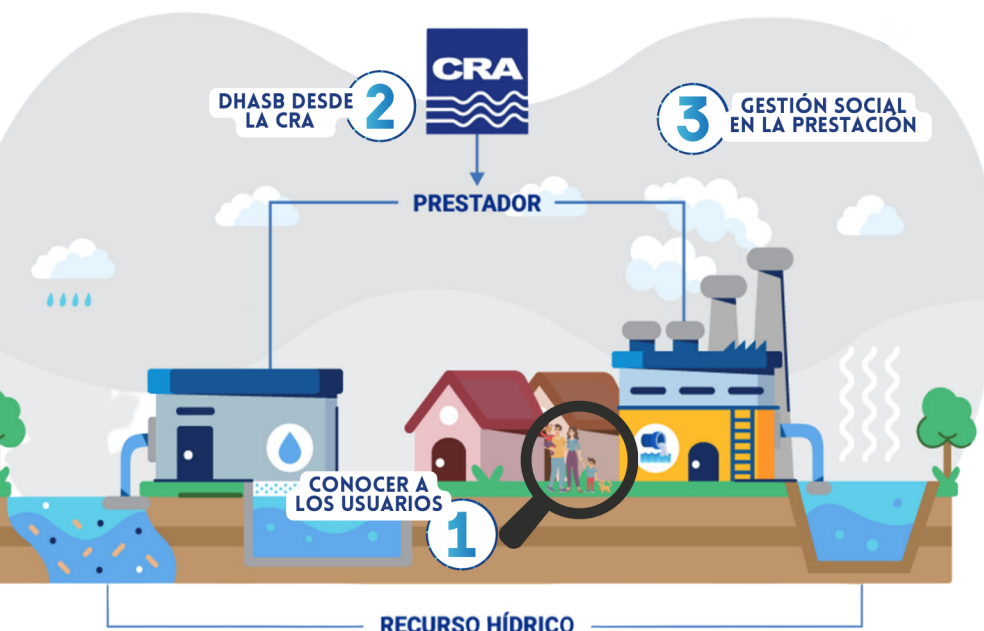 CRA
DHASB DESDE
LA CRA
2
3
GESTIÓN SOCIAL
EN LA PRESTACIÓN
PRESTADOR
CONOCER A
LOS USUARIOS
1
RECURSO HÍDRICO